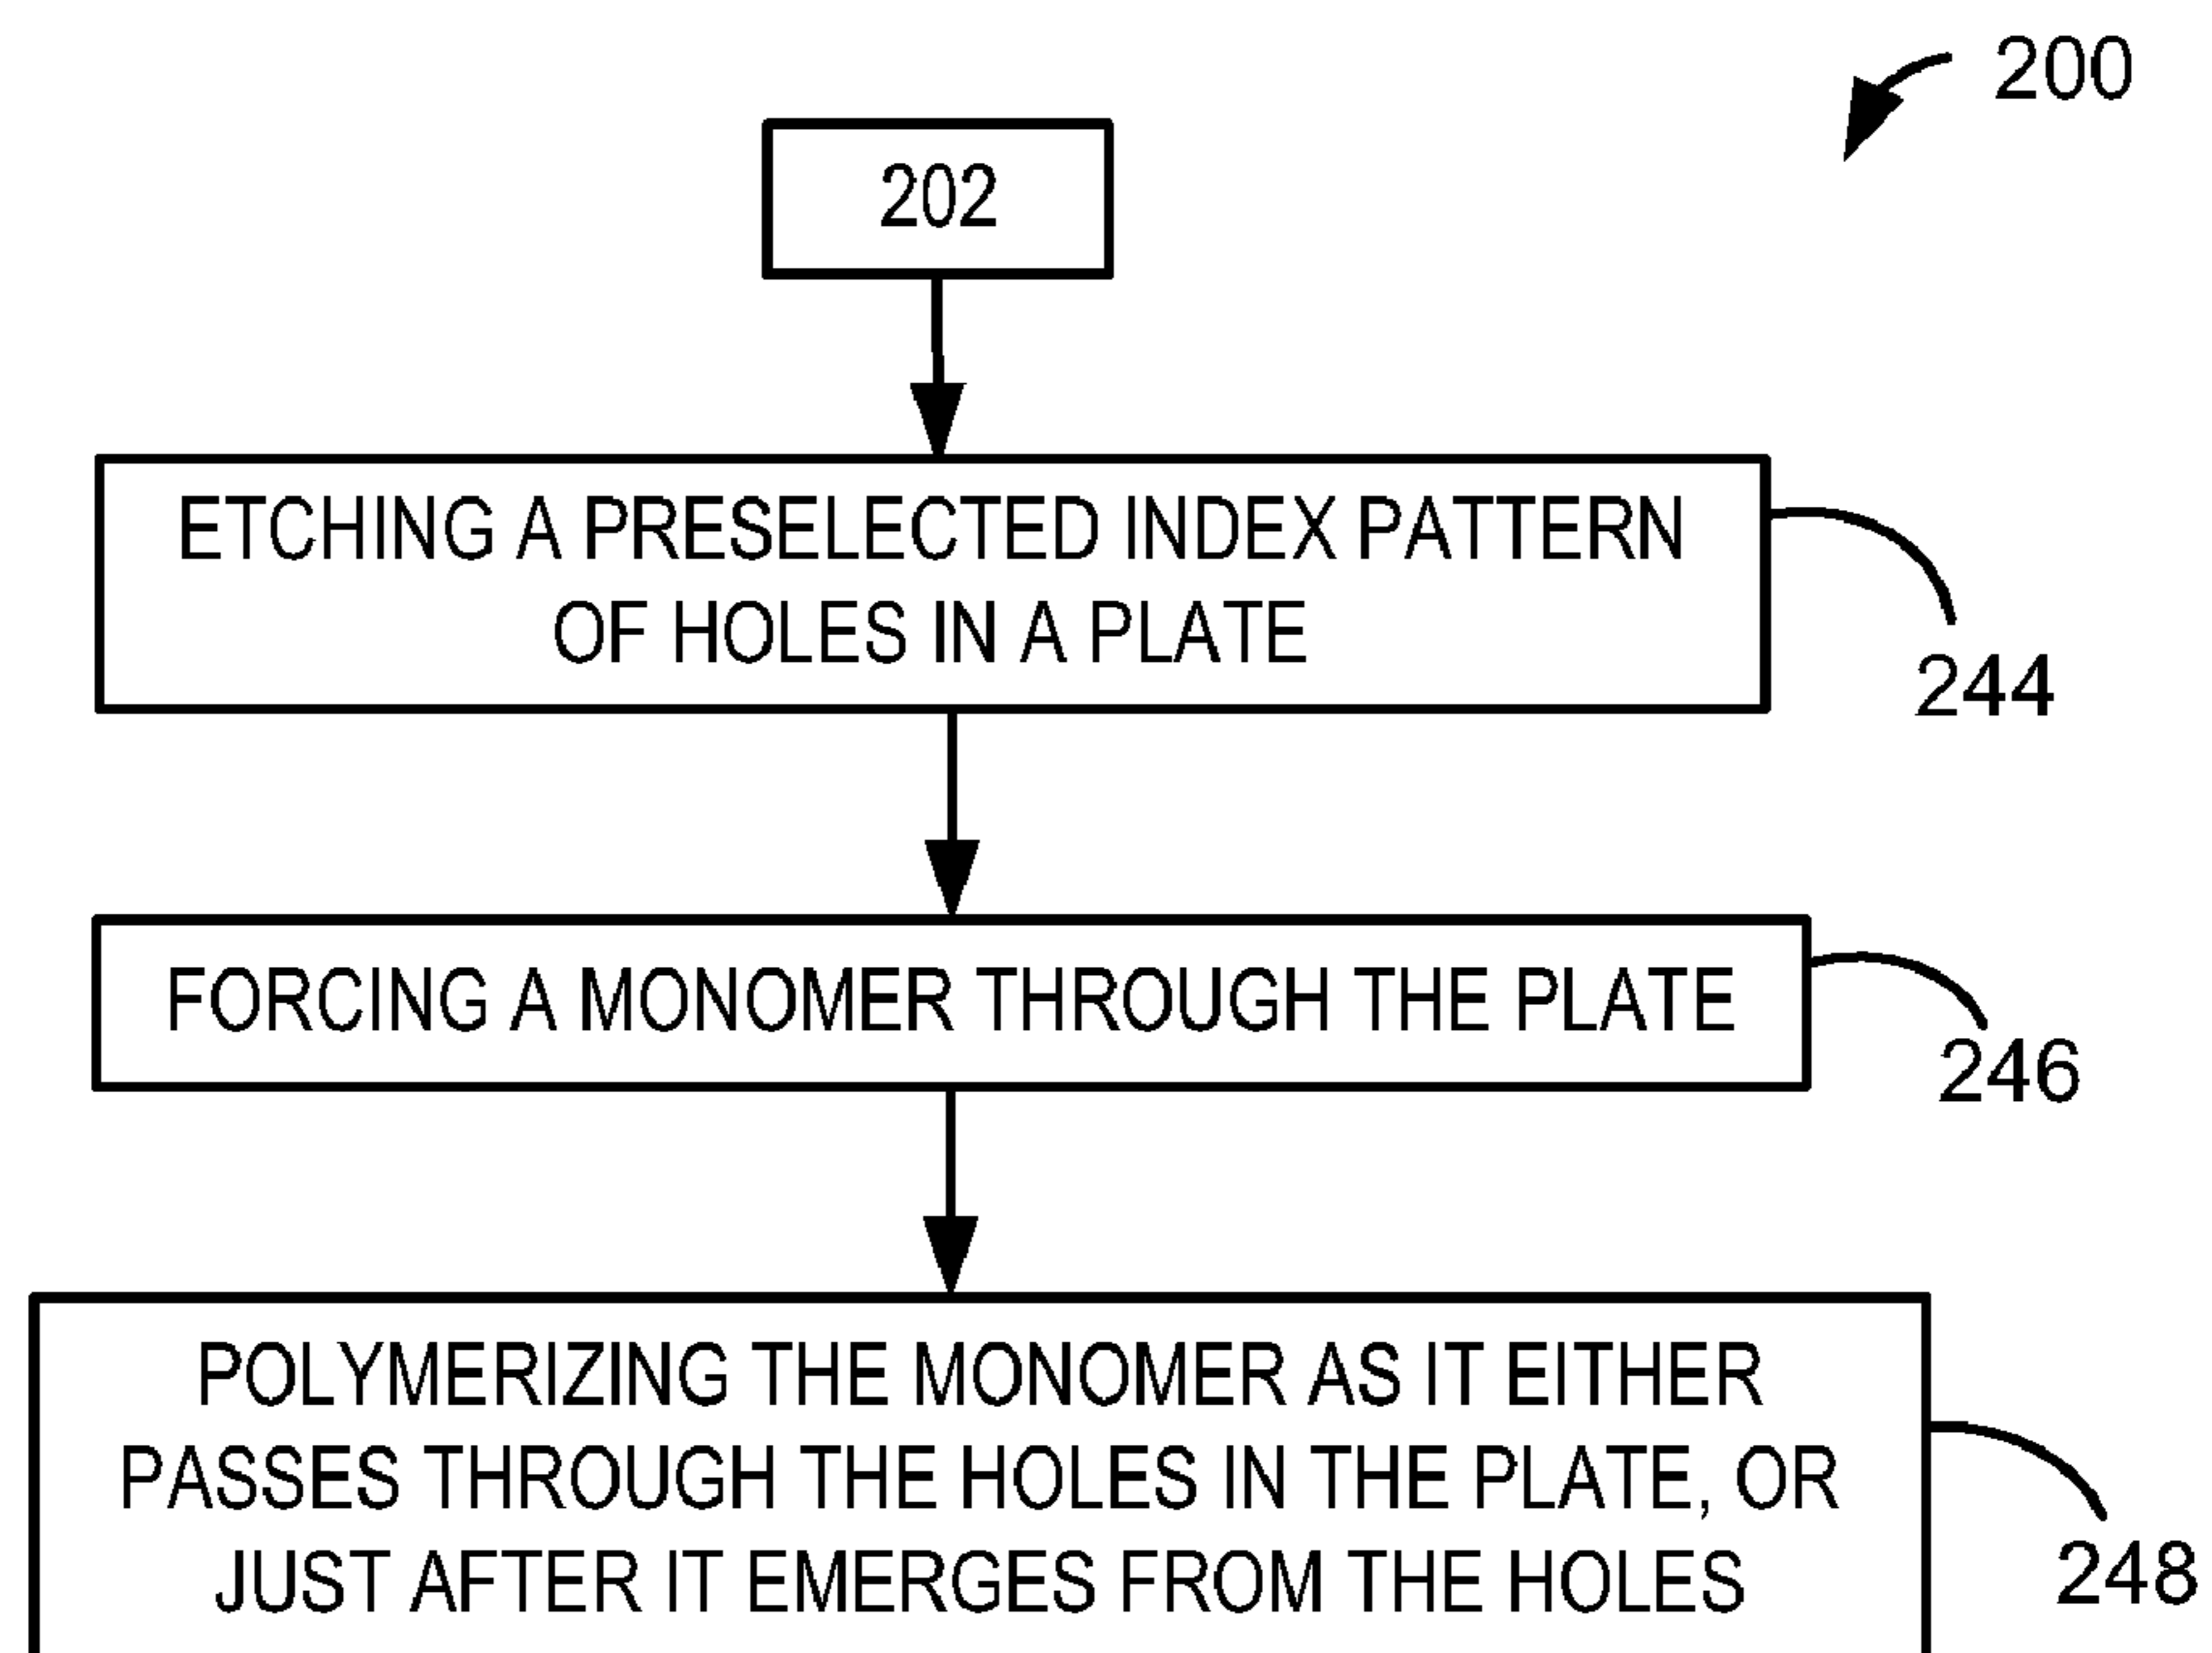 200
202
ETCHING A PRESELECTED INDEX PATTERN
OF HOLES IN A PLATE
244
FORCING A MONOMER THROUGH THE PLATE
246
POLYMERIZING THE MONOMER AS IT EITHER
PASSES THROUGH THE HOLES IN THE PLATE, OR
JUST AFTER IT EMERGES FROM THE HOLES
248